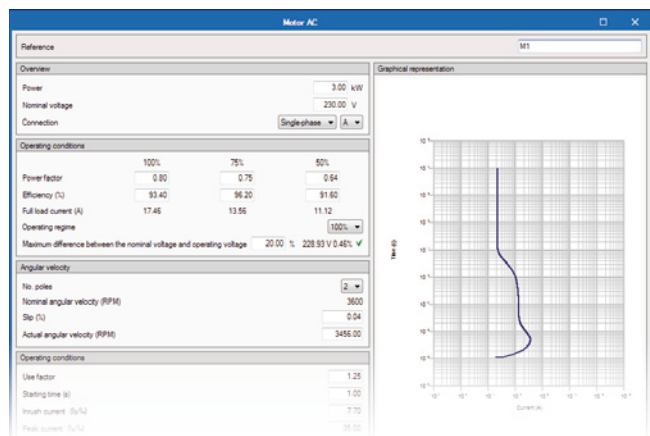 Motor AC
Reference M1
Overview
Power 3.00 kW
Nominal voltage 230.00 V
Connection Single-phase A
Operating conditions
100% 75% 50%
Power factor 0.80 0.75 0.64
Efficiency (%) 93.40 96.20 91.60
Full load current (A) 17.46 13.56 11.12
Operating regime 100%
Maximum difference between the nominal voltage and operating voltage 20.00 % 228.93 V 0.46% ✓
Angular velocity
No. poles 2
Nominal angular velocity (RPM) 3600
Slip (%) 0.04
Actual angular velocity (RPM) 3456.00
Operating conditions
Use factor 1.25
Starting time (s) 1.00
Inrush current 7.70
Peak current 35.00
Graphical representation
Time (s)
Current (A)